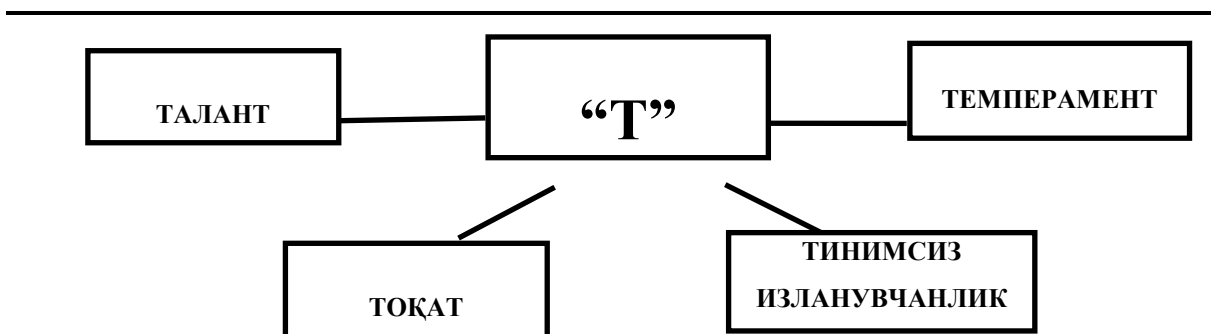 ТАЛАНТ
“Т”
ТЕМПЕРАМЕНТ
ТОҚАТ
ТИНИМСИЗ
ИЗЛАНУВЧАНЛИК